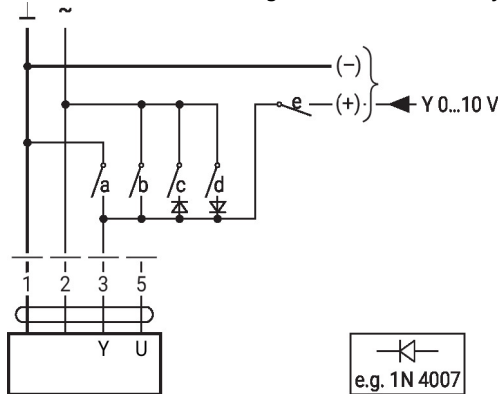 ⊥ ~
(−)
e (+) Y 0...10 V
a b c d
1 2 3 5
Y U
e.g. 1N 4007